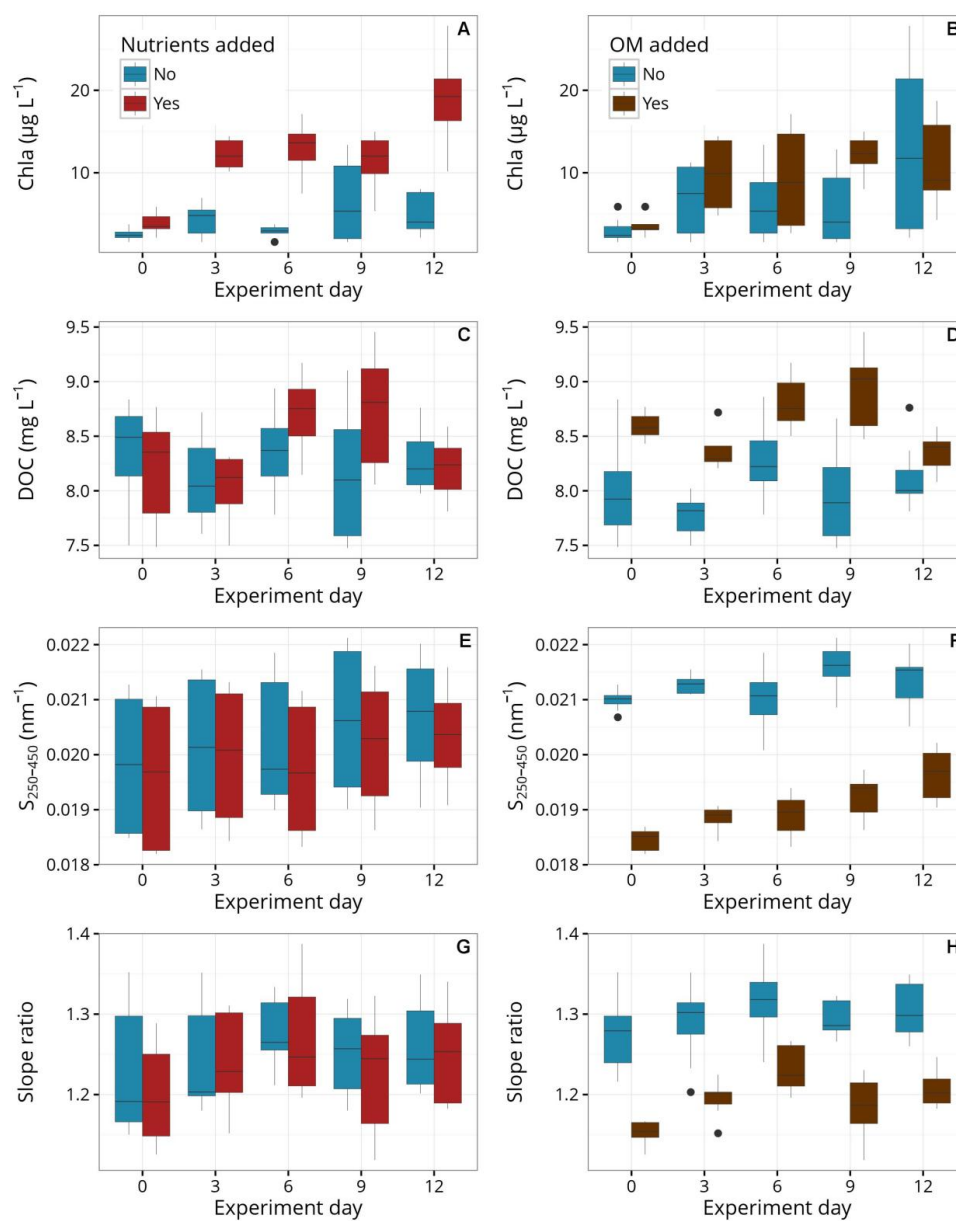 A
Nutrients added
No
Yes
Chla (µg L⁻¹)
20
10
0 3 6 9 12
Experiment day
B
OM added
No
Yes
Chla (µg L⁻¹)
20
10
0 3 6 9 12
Experiment day
C
DOC (mg L⁻¹)
9.5
9.0
8.5
8.0
7.5
0 3 6 9 12
Experiment day
D
DOC (mg L⁻¹)
9.5
9.0
8.5
8.0
7.5
0 3 6 9 12
Experiment day
E
S₂₅₀₋₄₅₀ (nm⁻¹)
0.022
0.021
0.020
0.019
0.018
0 3 6 9 12
Experiment day
F
S₂₅₀₋₄₅₀ (nm⁻¹)
0.022
0.021
0.020
0.019
0.018
0 3 6 9 12
Experiment day
G
Slope ratio
1.4
1.3
1.2
0 3 6 9 12
Experiment day
H
Slope ratio
1.4
1.3
1.2
0 3 6 9 12
Experiment day